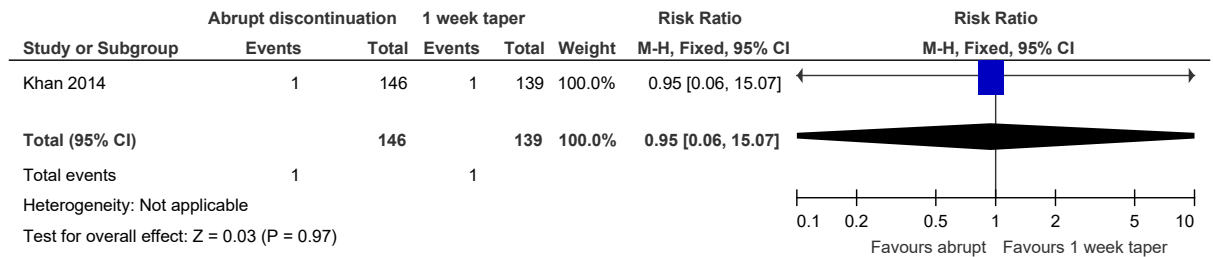 Abrupt discontinuation 1 week taper Risk Ratio Risk Ratio
Study or Subgroup Events Total Events Total Weight M-H, Fixed, 95% CI M-H, Fixed, 95% CI
Khan 2014 1 146 1 139 100.0% 0.95 [0.06, 15.07]
Total (95% CI) 146 139 100.0% 0.95 [0.06, 15.07]
Total events 1 1
Heterogeneity: Not applicable
Test for overall effect: Z = 0.03 (P = 0.97)
0.1 0.2 0.5 1 2 5 10
Favours abrupt Favours 1 week taper